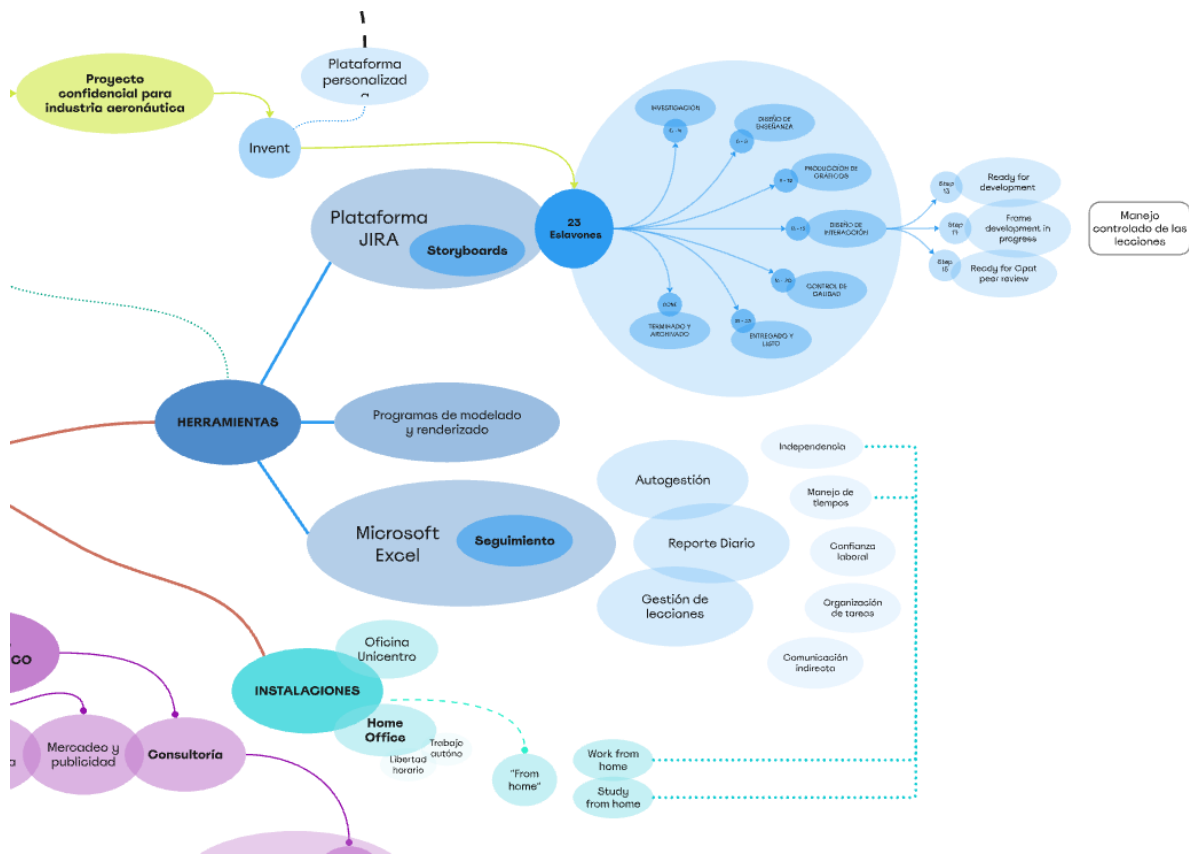 Plataforma
personalizad
a
Proyecto
confidencial para
industria aeronáutica
Invent
INVESTIGACIÓN
DISEÑO DE
ENSEÑANZA
PRODUCCIÓN DE
GRÁFICOS
DISEÑO DE
INTERACCIÓN
CONTROL DE
CALIDAD
ENTREGADO Y
LISTO
DONE
TERMINADO Y
ARCHIVADO
Plataforma
JIRA
Storyboards
23
Eslavones
Step
Ready for
development
Step
Frame
development in
progress
Step
Ready for Cpat
peer review
Manejo
controlado de las
lecciones
HERRAMIENTAS
Programas de modelado
y renderizado
Microsoft
Excel
Seguimiento
Autogestión
Reporte Diario
Gestión de
lecciones
Independencia
Manejo de
tiempos
Confianza
laboral
Organización
de tareas
Comunicación
indirecta
Oficina
Unicentro
INSTALACIONES
Home
Office
Trabajo
autóno
Libertad
horario
"From
home"
Work from
home
Study
from home
CO
a
Mercadeo y
publicidad
Consultoría